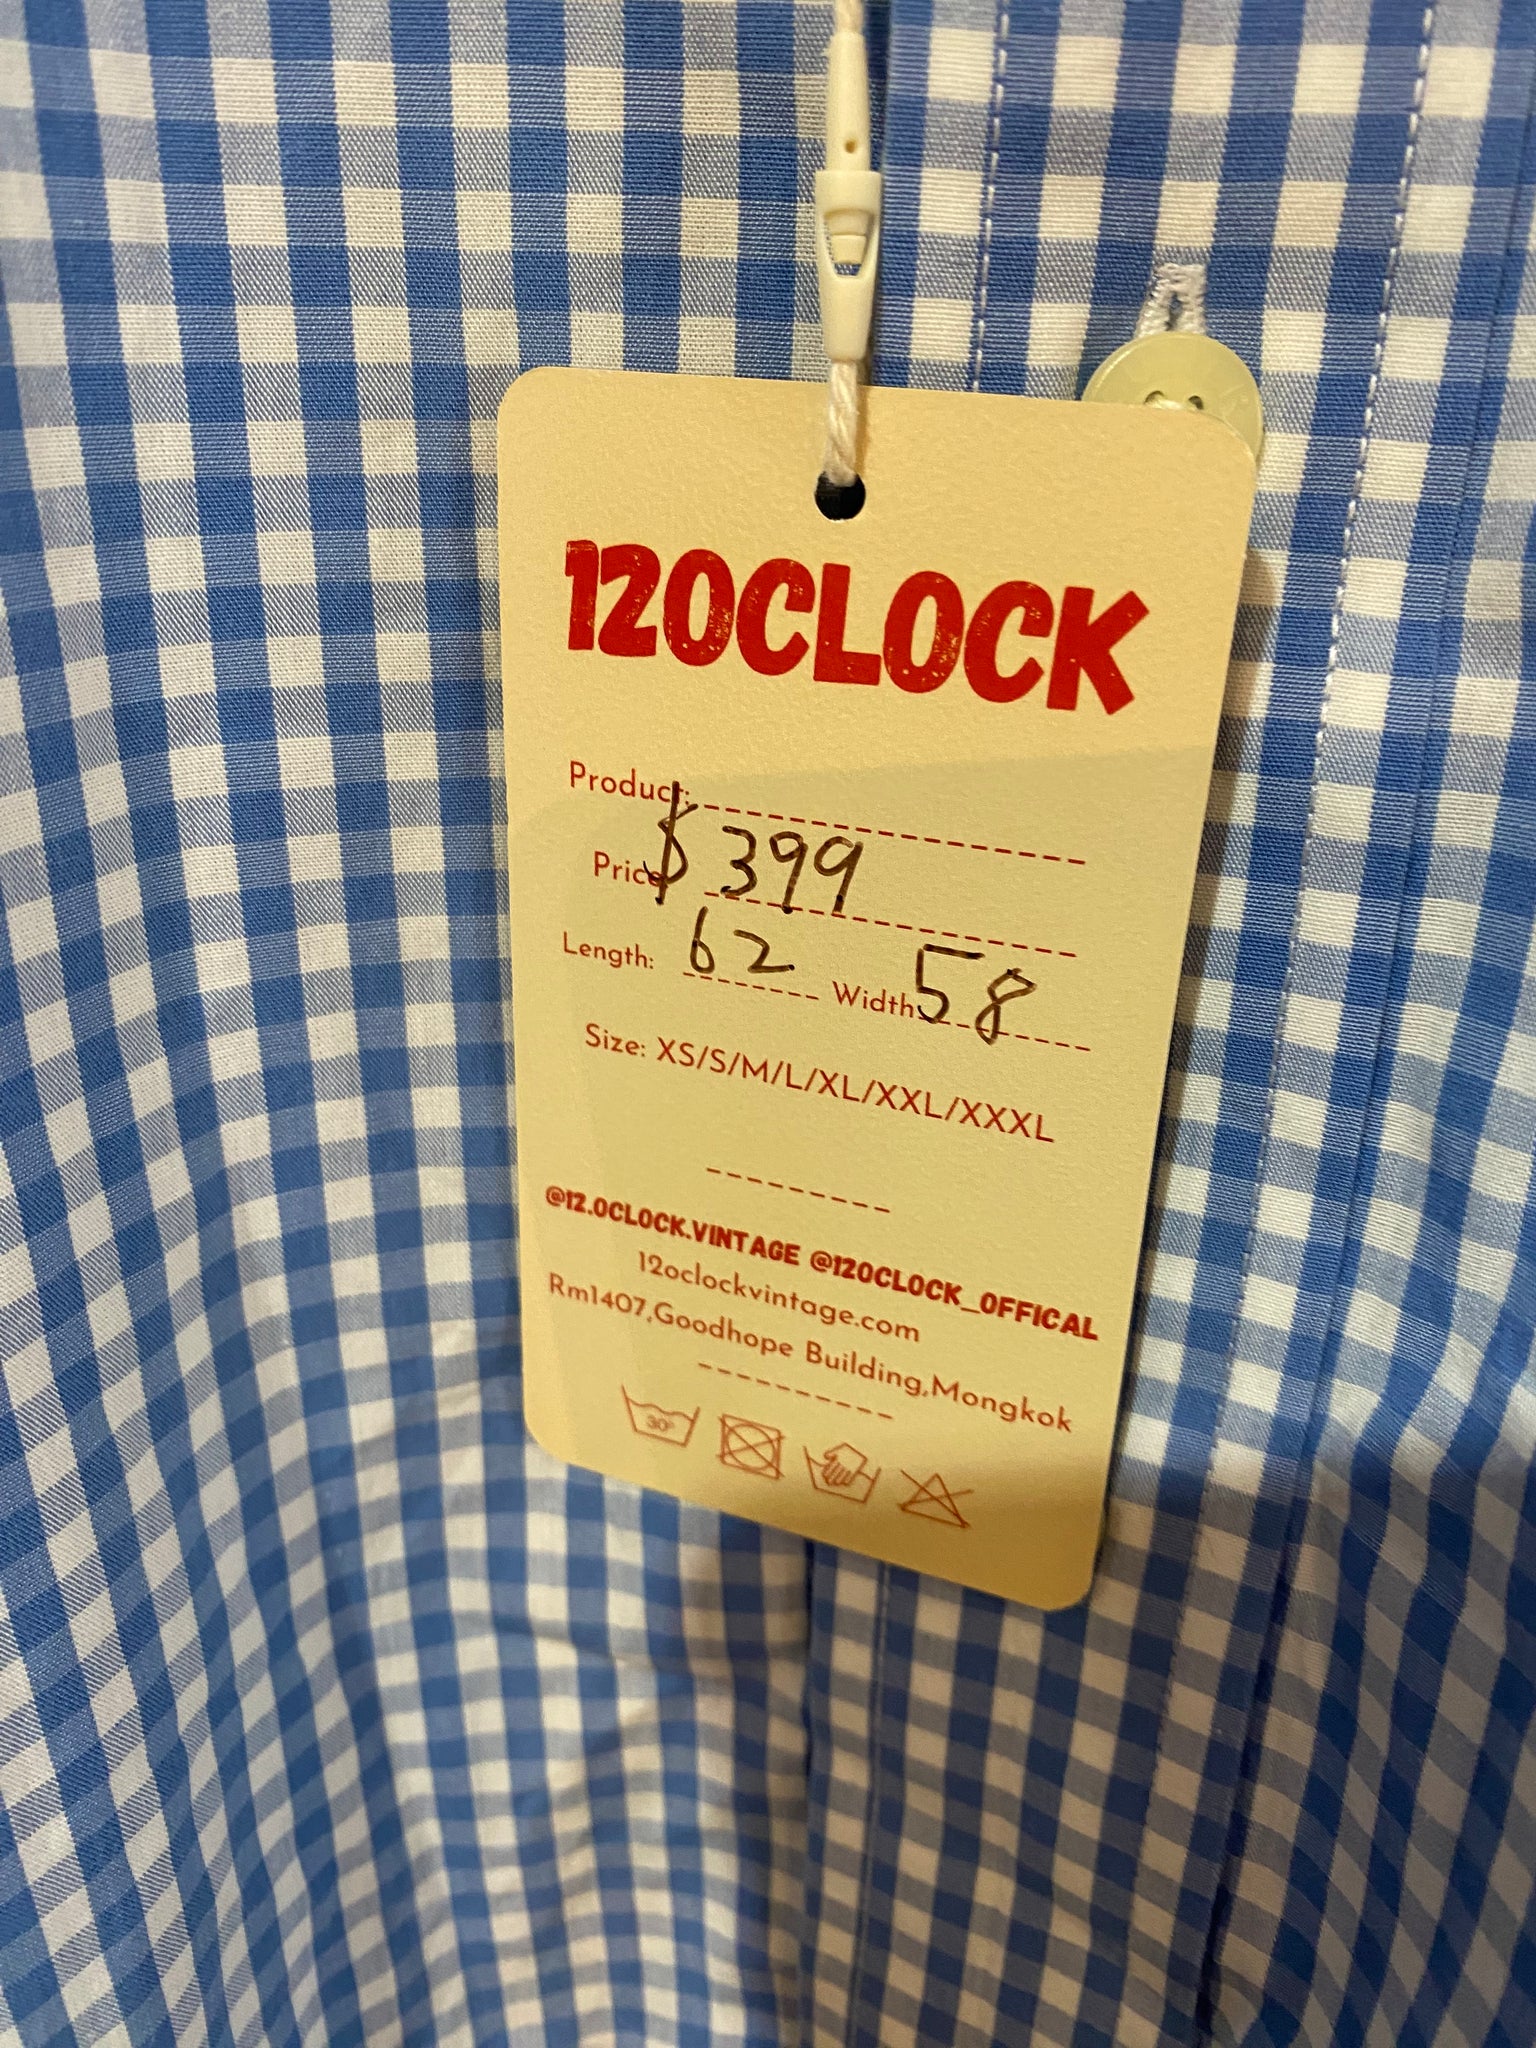 12OCLOCK
Product:
Price: $399
Length: 62 Width: 58
Size: XS/S/M/L/XL/XXL/XXXL
@12.OCLOCK.VINTAGE @12OCLOCK_OFFICAL
12oclockvintage.com
Rm1407,Goodhope Building,Mongkok
30°